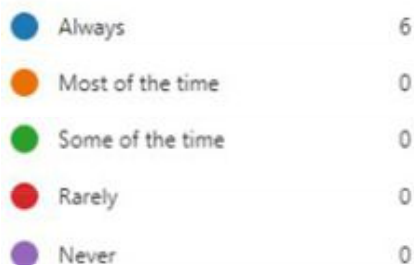 Always 6
Most of the time 0
Some of the time 0
Rarely 0
Never 0